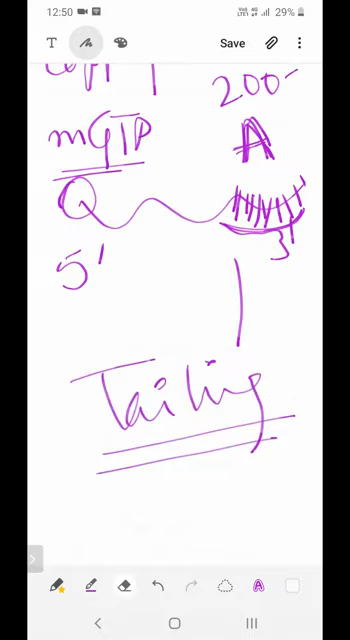 12:50 29%
T Save
200-
mGTP A
5' 3'
Tailing
A